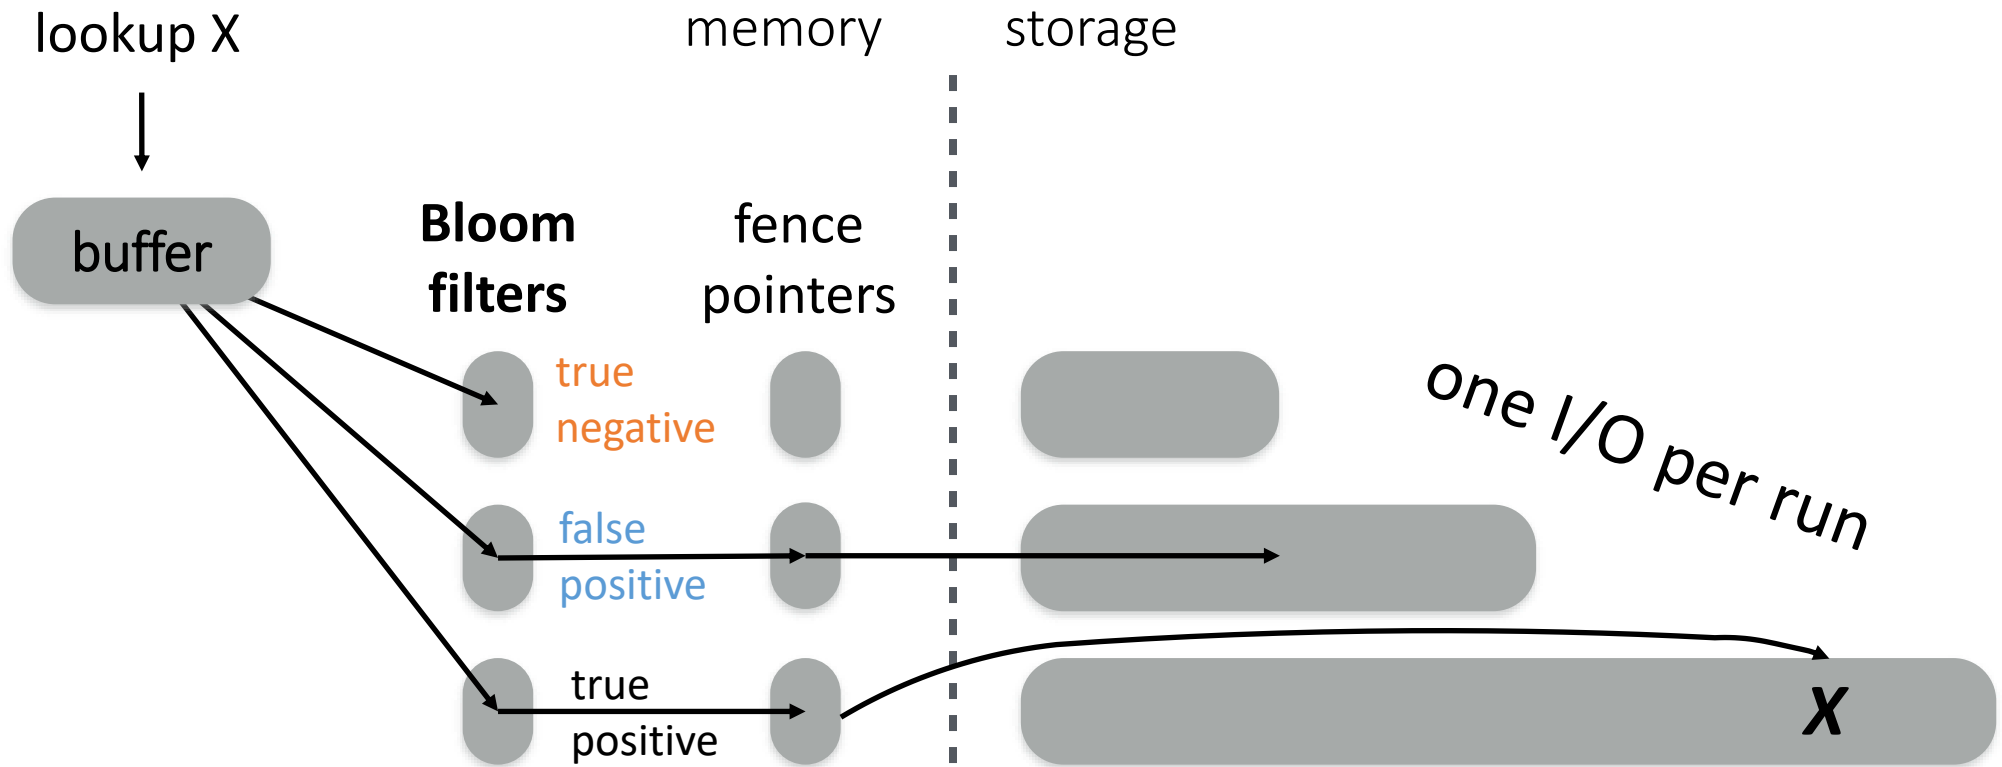 lookup X
memory
storage
buffer
Bloom
filters
fence
pointers
true
negative
false
positive
true
positive
one I/O per run
X